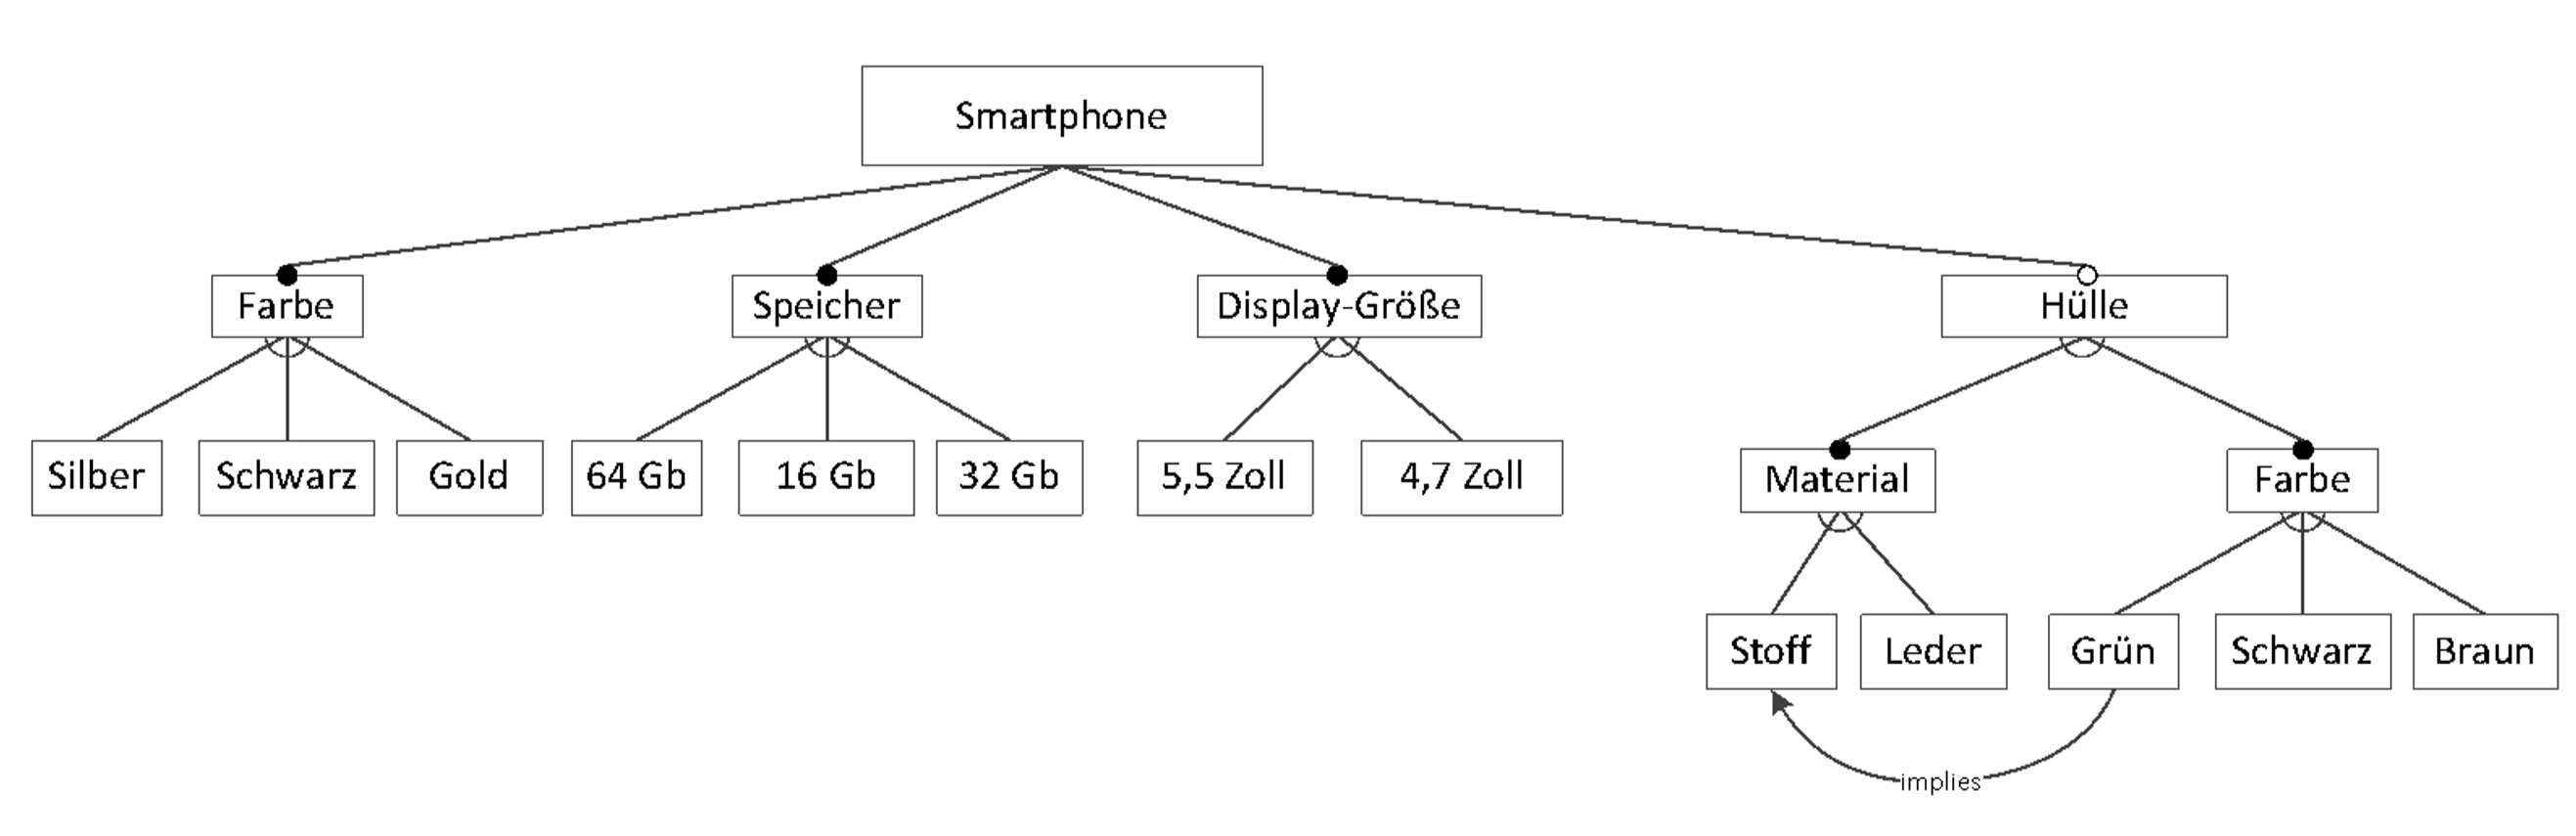 Smartphone
Farbe
Speicher
Display-Größe
Hülle
Silber
Schwarz
Gold
64 Gb
16 Gb
32 Gb
5,5 Zoll
4,7 Zoll
Material
Farbe
Stoff
Leder
Grün
Schwarz
Braun
implies